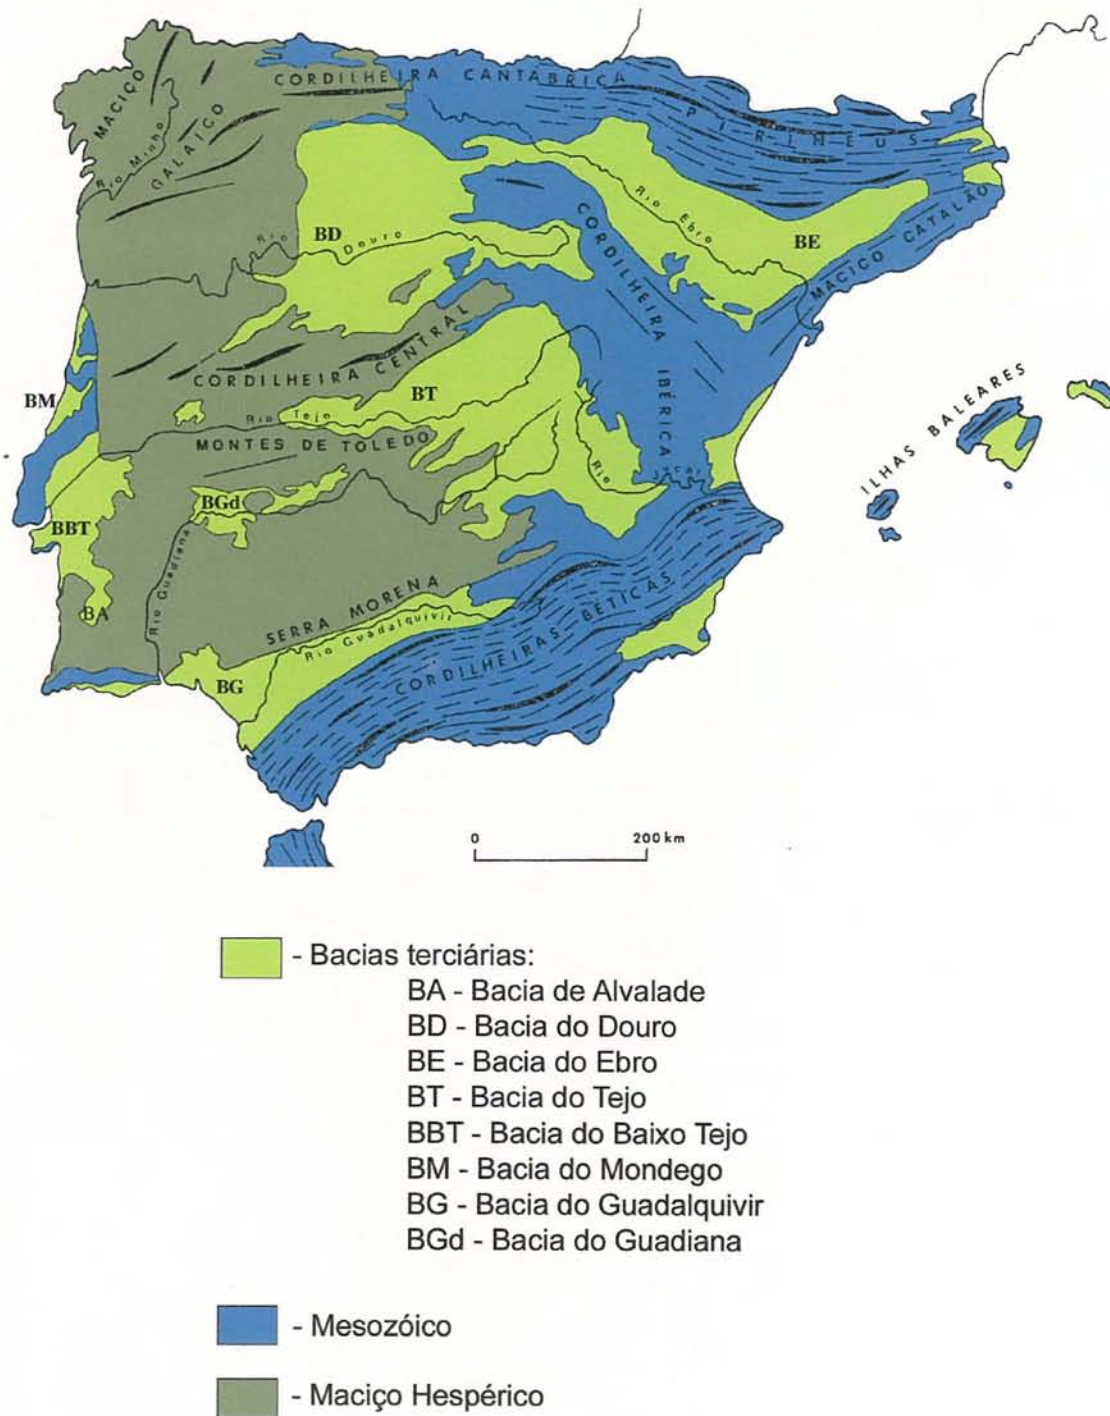 CORDILHEIRA CANTABRICA
MACIÇO
GALAICO
Rio Minho
PIRINEUS
Rio Ebro
BD
Rio Douro
BE
CORDILHEIRA
IBÉRICA
MACIÇO CATALÃO
CORDILHEIRA CENTRAL
BM
BT
Rio Tejo
MONTES DE TOLEDO
ILHAS BALEARES
Rio
Jucar
BGd
BBT
Rio Guadiana
BA
SERRA MORENA
Rio Guadalquivir
CORDILHEIRAS BÉTICAS
BG
0 200 km
- Bacias terciárias:
BA - Bacia de Alvalade
BD - Bacia do Douro
BE - Bacia do Ebro
BT - Bacia do Tejo
BBT - Bacia do Baixo Tejo
BM - Bacia do Mondego
BG - Bacia do Guadalquivir
BGd - Bacia do Guadiana
- Mesozóico
- Maciço Hespérico